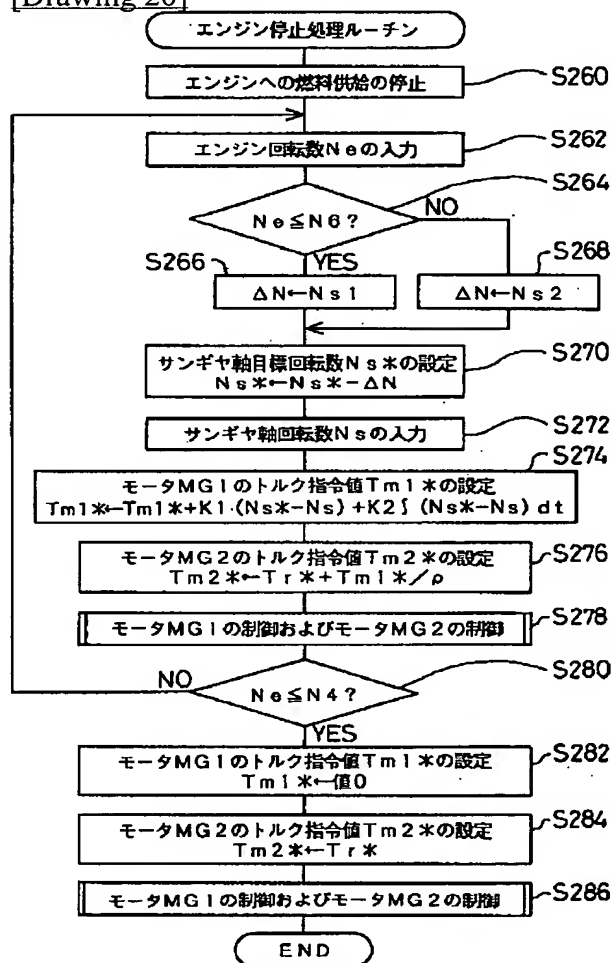 [Drawing 20]
エンジン停止処理ルーチン
エンジンへの燃料供給の停止
S260
エンジン回転数Neの入力
S262
S264
Ne≦N6?
NO
YES
S266
S268
ΔN←Ns1
ΔN←Ns2
サンギヤ軸目標回転数Ns*の設定
Ns*←Ns*-ΔN
S270
サンギヤ軸回転数Nsの入力
S272
S274
モータMG1のトルク指令値Tm1*の設定
Tm1*←Tm1*+K1·(Ns*-Ns)+K2∫(Ns*-Ns)dt
モータMG2のトルク指令値Tm2*の設定
Tm2*←Tr*+Tm1*/ρ
S276
モータMG1の制御およびモータMG2の制御
S278
S280
Ne≦N4?
NO
YES
モータMG1のトルク指令値Tm1*の設定
Tm1*←値0
S282
モータMG2のトルク指令値Tm2*の設定
Tm2*←Tr*
S284
モータMG1の制御およびモータMG2の制御
S286
END